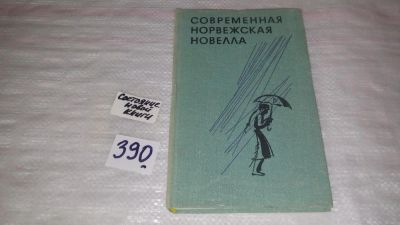 СОВРЕМЕННАЯ
НОРВЕЖСКАЯ
НОВЕЛЛА
Состояние
новой
книги
390